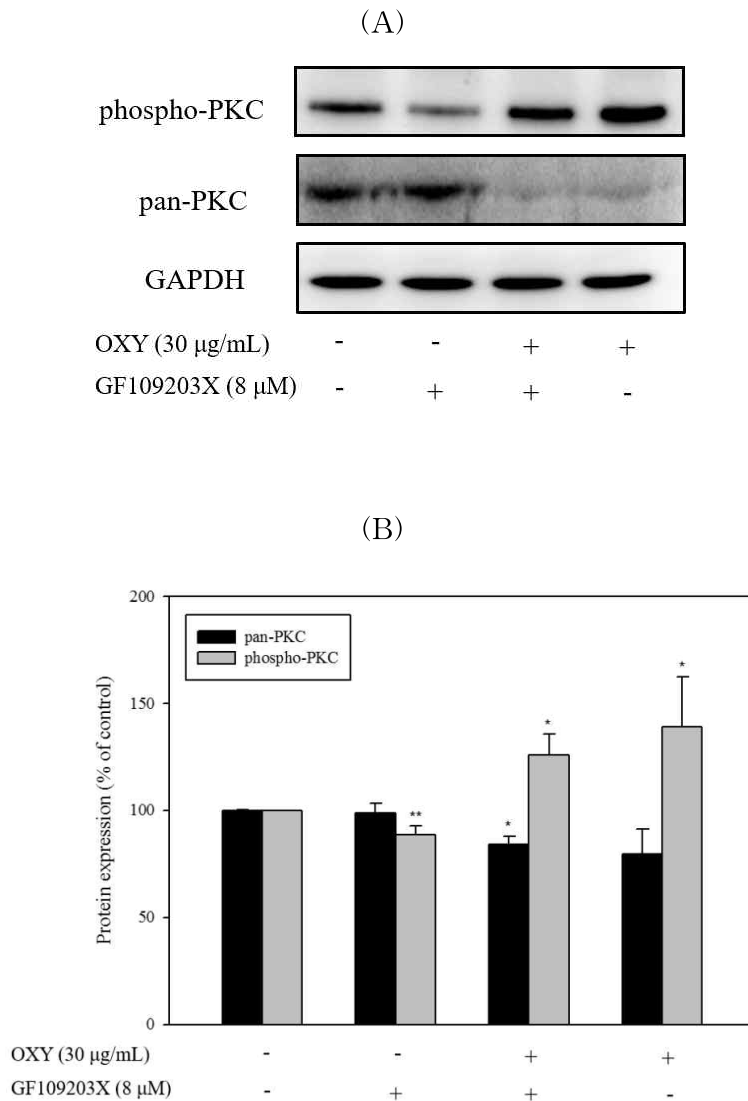 (A)
phospho-PKC
pan-PKC
GAPDH
OXY (30 μg/mL) - - + +
GF109203X (8 μM) - + + -
(B)
200
pan-PKC
phospho-PKC
150
*
*
100
**
*
50
0
Protein expression (% of control)
OXY (30 μg/mL) - - + +
GF109203X (8 μM) - + + -